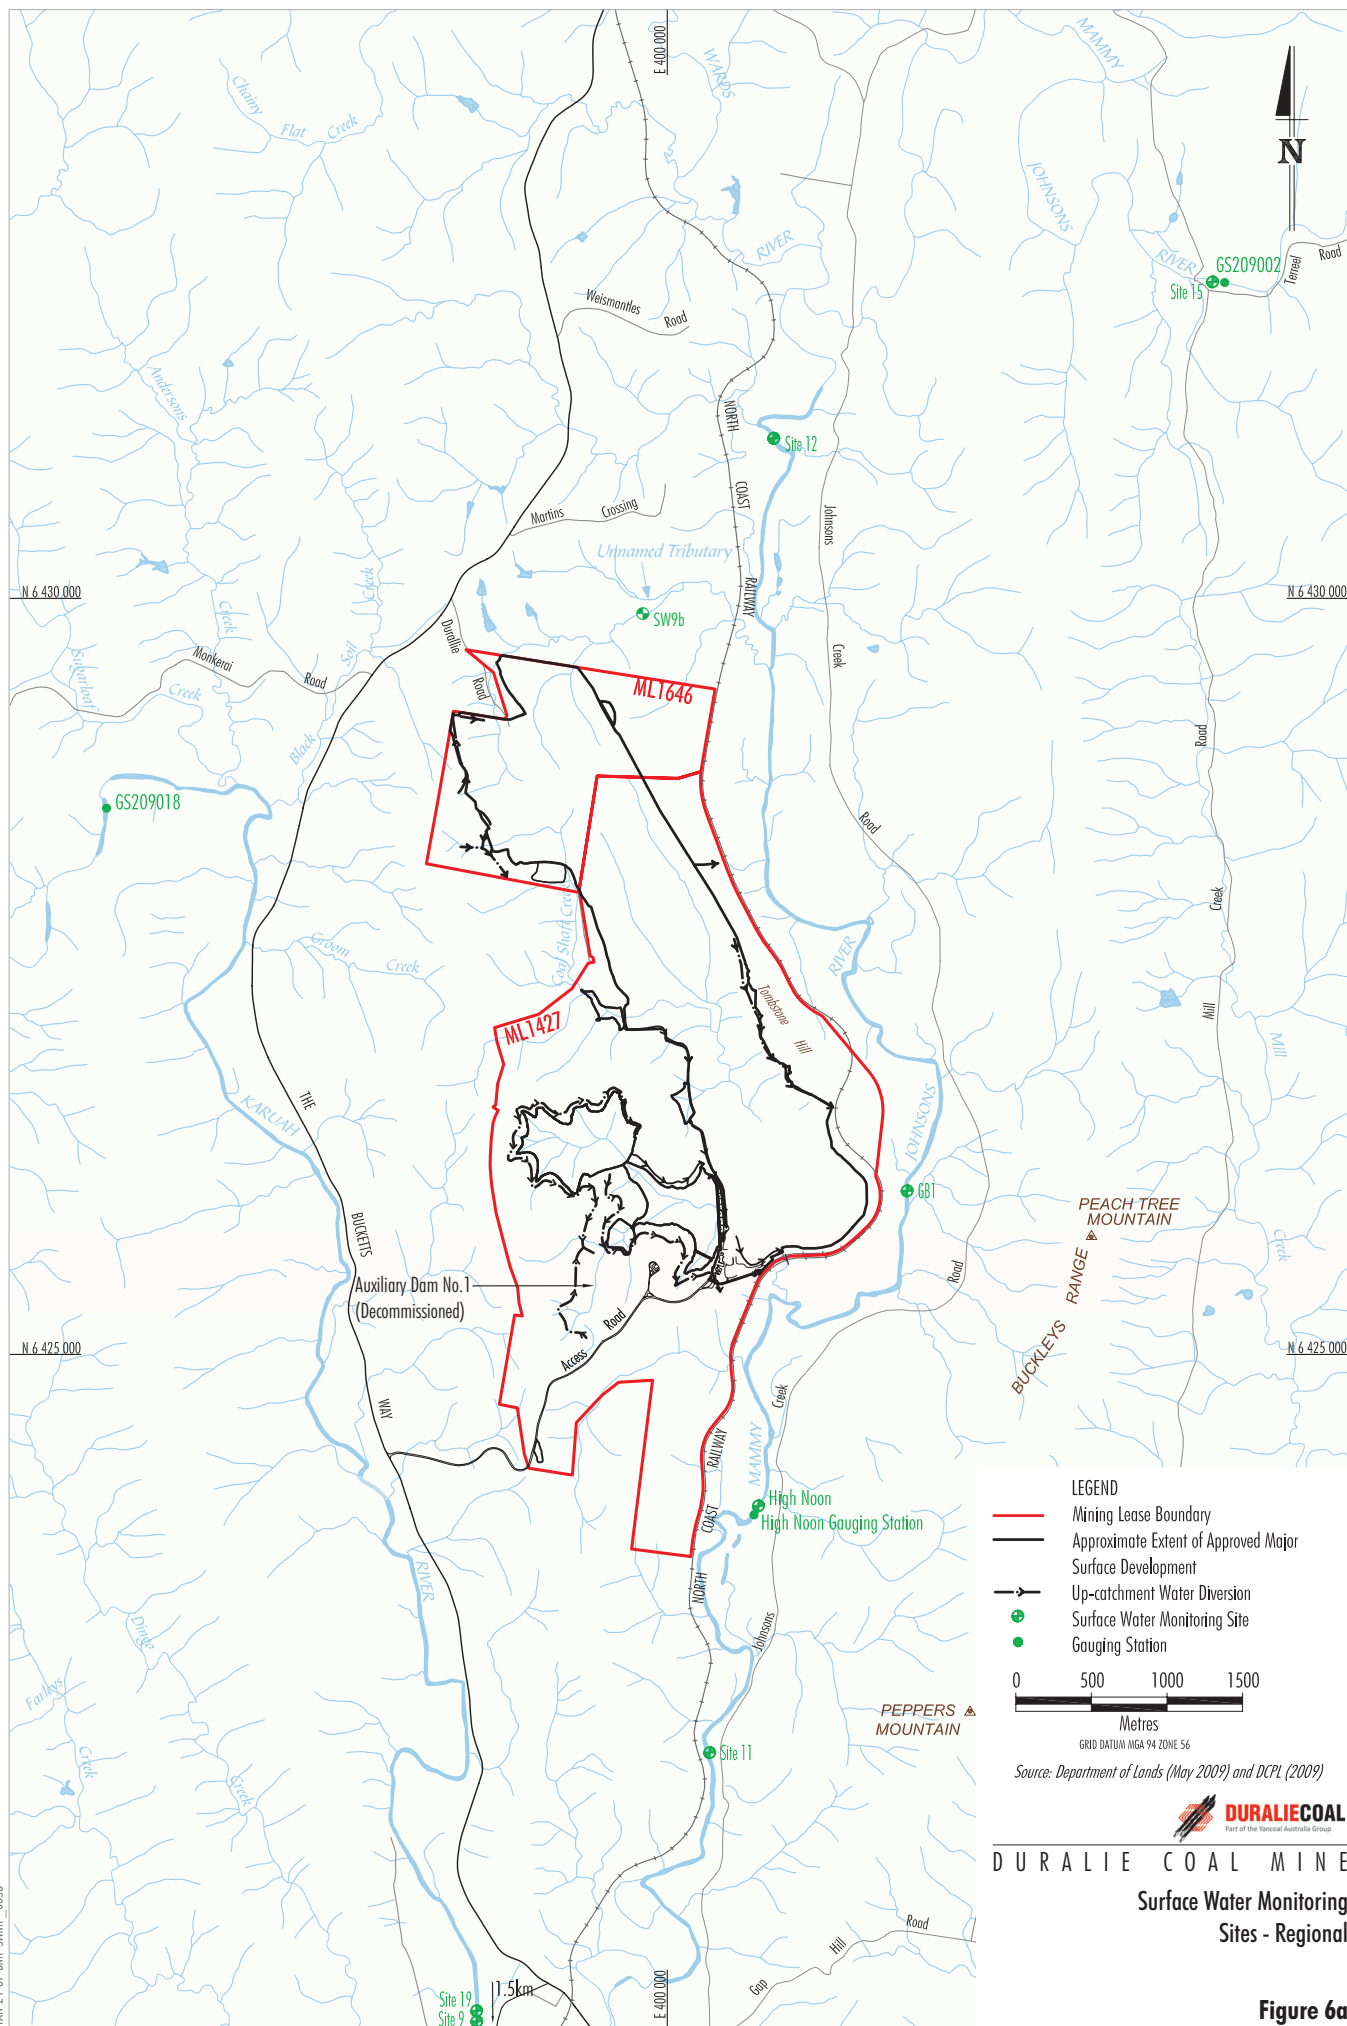 E 400 000
WARDS
MAMMY
Chainy
Flat
Creek
N
JOHNSONS
RIVER
RIVER
GS209002
Site 15
Terreel
Road
Weismantles
Road
Andersons
NORTH
Site 12
COAST
Martins
Crossing
Johnsons
Unnamed Tributary
Creek
RAILWAY
N 6 430 000
N 6 430 000
Creek
SW9b
Durallie
Road
Soil
Creek
Sugarloaf
Creek
Monkerai
Road
ML1646
Black
Road
GS209018
Road
Coal Shaft Creek
Creek
Groom
Creek
RIVER
Tombstone
Hill
Mill
Mill
ML1427
KARUAH
THE
JOHNSONS
GB1
PEACH TREE
MOUNTAIN
BUCKETTS
Creek
RANGE
Road
Auxiliary Dam No.1
(Decommissioned)
Road
Access
BUCKLEYS
N 6 425 000
N 6 425 000
Creek
WAY
RAILWAY
MAMMY
High Noon
High Noon Gauging Station
COAST
RIVER
NORTH
Johnsons
Dingo
Farleys
Creek
Creek
PEPPERS
MOUNTAIN
Site 11
Road
Hill
Gap
E 400 000
1.5km
Site 19
Site 9
LEGEND
Mining Lease Boundary
Approximate Extent of Approved Major
Surface Development
Up-catchment Water Diversion
Surface Water Monitoring Site
Gauging Station
0 500 1000 1500
Metres
GRID DATUM MGA 94 ZONE 56
Source: Department of Lands (May 2009) and DCPL (2009)
DURALIECOAL
Part of the Yancoal Australia Group
DURALIE COAL MINE
Surface Water Monitoring
Sites - Regional
Figure 6a